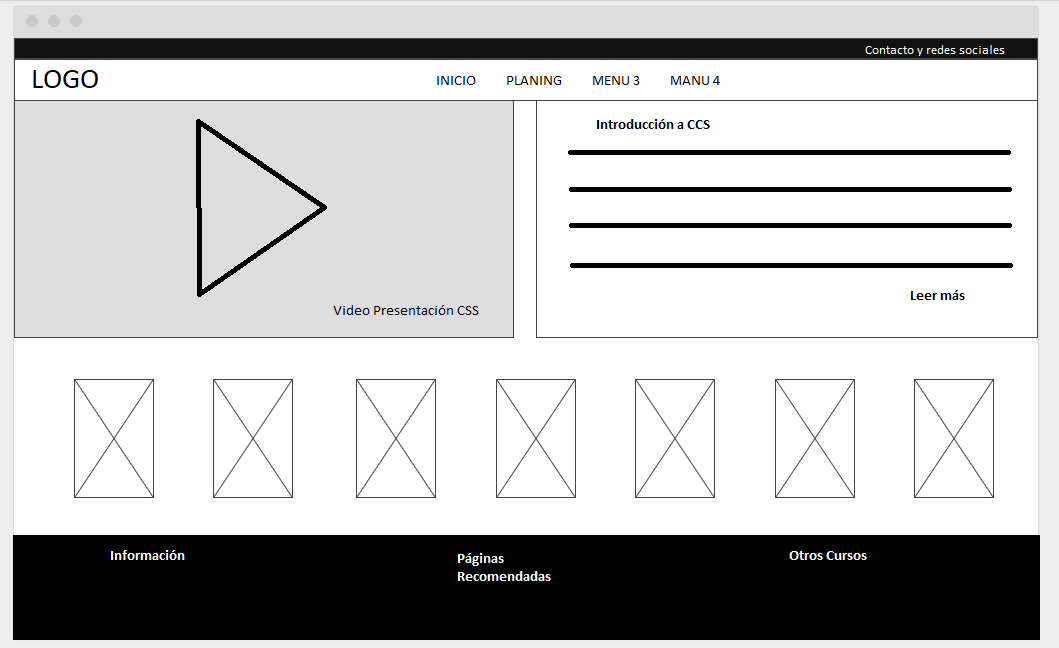 Contacto y redes sociales
LOGO
INICIO PLANING MENU 3 MANU 4
Introducción a CCS
Leer más
Video Presentación CSS
Información
Páginas
Recomendadas
Otros Cursos